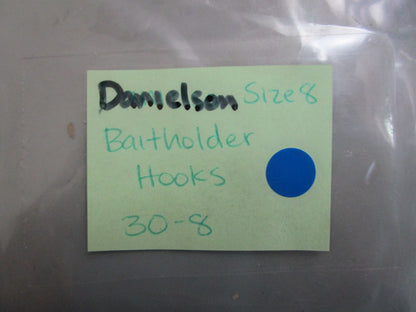 Danielson Size 8
Baitholder
Hooks
30-8